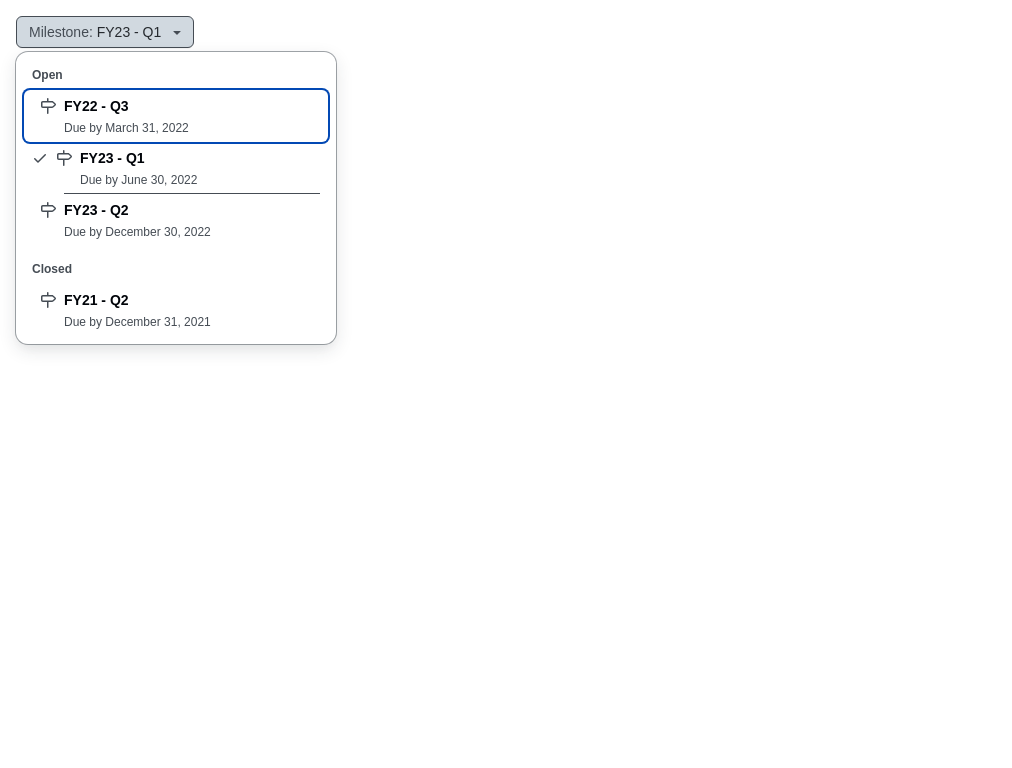 Milestone: FY23 - Q1
Open
FY22 - Q3
Due by March 31, 2022
FY23 - Q1
Due by June 30, 2022
FY23 - Q2
Due by December 30, 2022
Closed
FY21 - Q2
Due by December 31, 2021